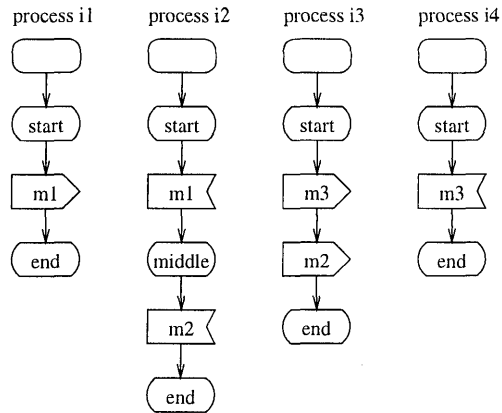 process i1
process i2
process i3
process i4
start
start
start
start
m1
m1
m3
m3
end
middle
m2
end
m2
end
end